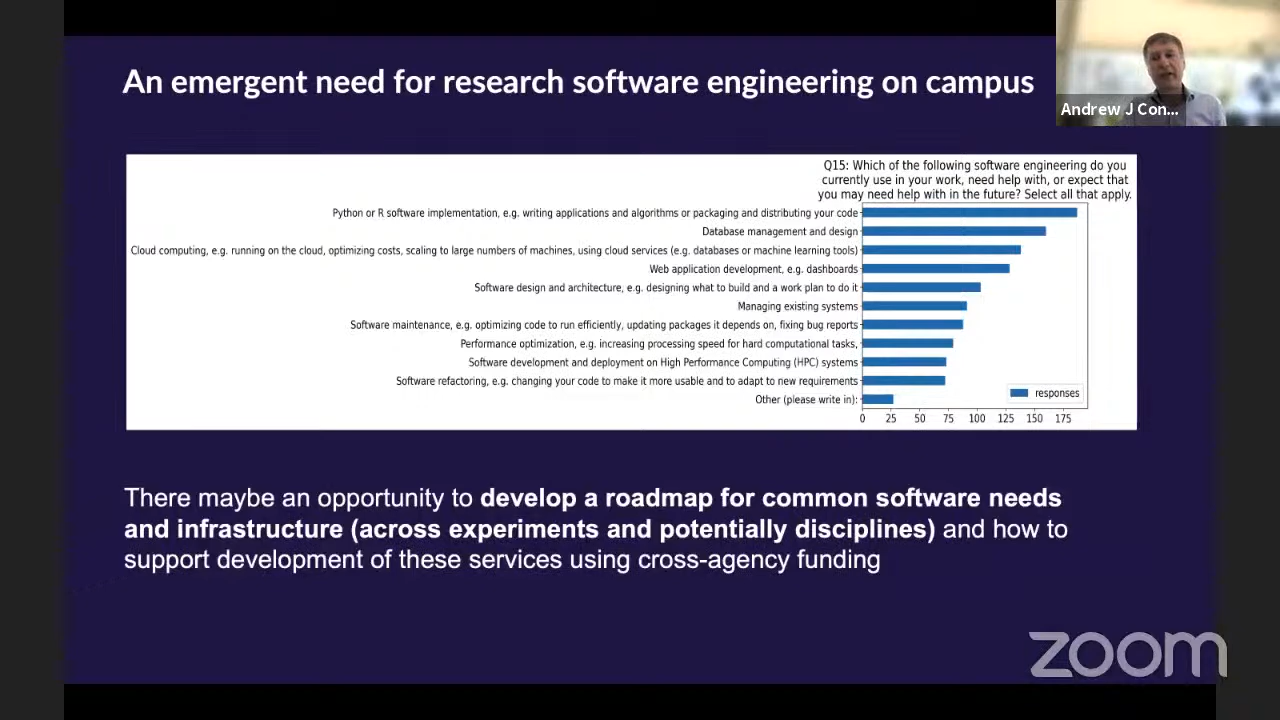 An emergent need for research software engineering on campus
Andrew J Con...
Q15: Which of the following software engineering do you
currently use in your work, need help with, or expect that
you may need help with in the future? Select all that apply.
Python or R software implementation, e.g. writing applications and algorithms or packaging and distributing your code
Database management and design
Cloud computing, e.g. running on the cloud, optimizing costs, scaling to large numbers of machines, using cloud services (e.g. databases or machine learning tools)
Web application development, e.g. dashboards
Software design and architecture, e.g. designing what to build and a work plan to do it
Managing existing systems
Software maintenance, e.g. optimizing code to run efficiently, updating packages it depends on, fixing bug reports
Performance optimization, e.g. increasing processing speed for hard computational tasks,
Software development and deployment on High Performance Computing (HPC) systems
Software refactoring, e.g. changing your code to make it more usable and to adapt to new requirements
Other (please write in):
responses
0 25 50 75 100 125 150 175
There maybe an opportunity to develop a roadmap for common software needs
and infrastructure (across experiments and potentially disciplines) and how to
support development of these services using cross-agency funding
zoom